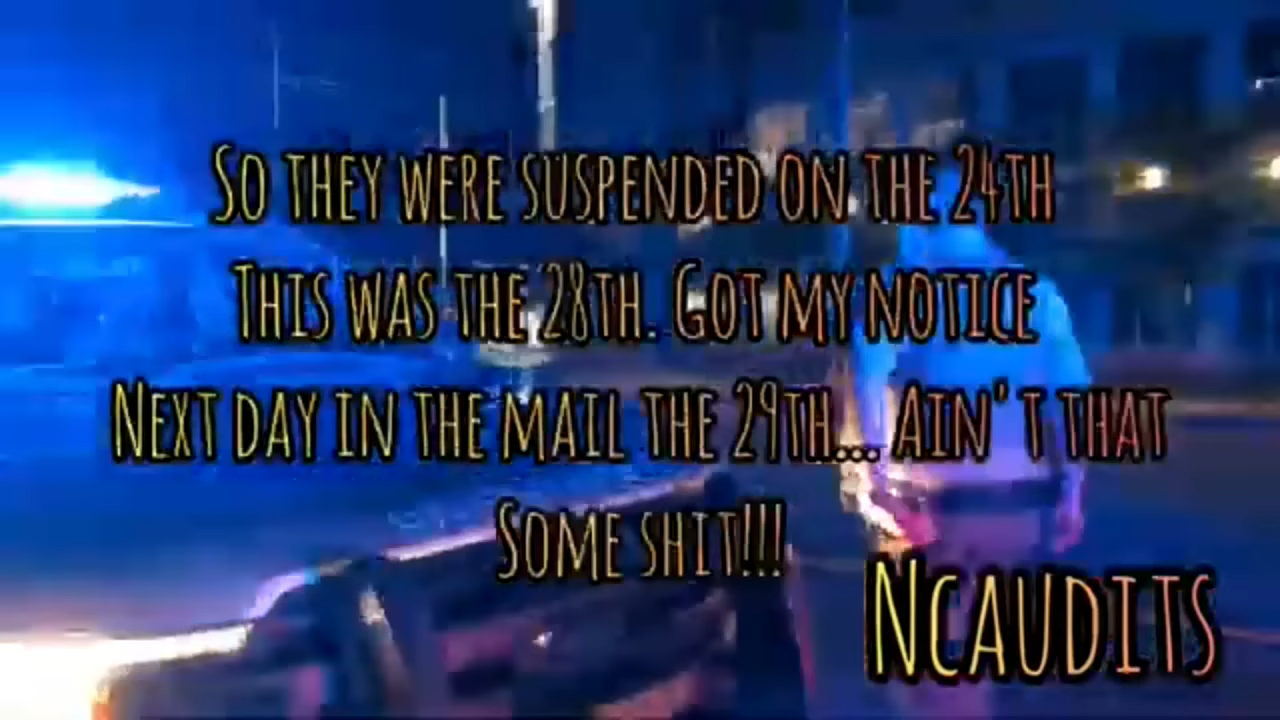 So they were suspended on the 24th
This was the 28th. Got my notice
Next day in the mail the 29th... Ain't that
Some shit!!!
Ncaudits